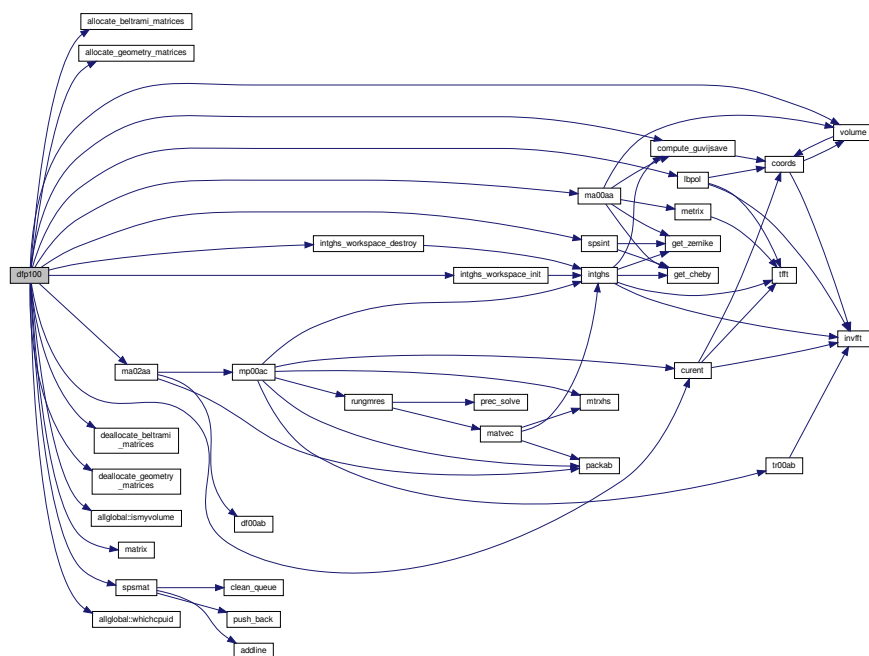 allocate_beltrami_matrices
allocate_geometry_matrices
volume
compute_guvijsave
coords
lbpol
ma00aa
metrix
spsint
get_zernike
intghs_workspace_destroy
dfp100
intghs_workspace_init
intghs
get_cheby
tfft
invfft
ma02aa
mp00ac
curent
rungmres
prec_solve
mtrxhs
matvec
deallocate_beltrami
_matrices
packab
tr00ab
deallocate_geometry
_matrices
allglobal::ismyvolume
df00ab
matrix
spsmat
clean_queue
allglobal::whichcpuid
push_back
addline